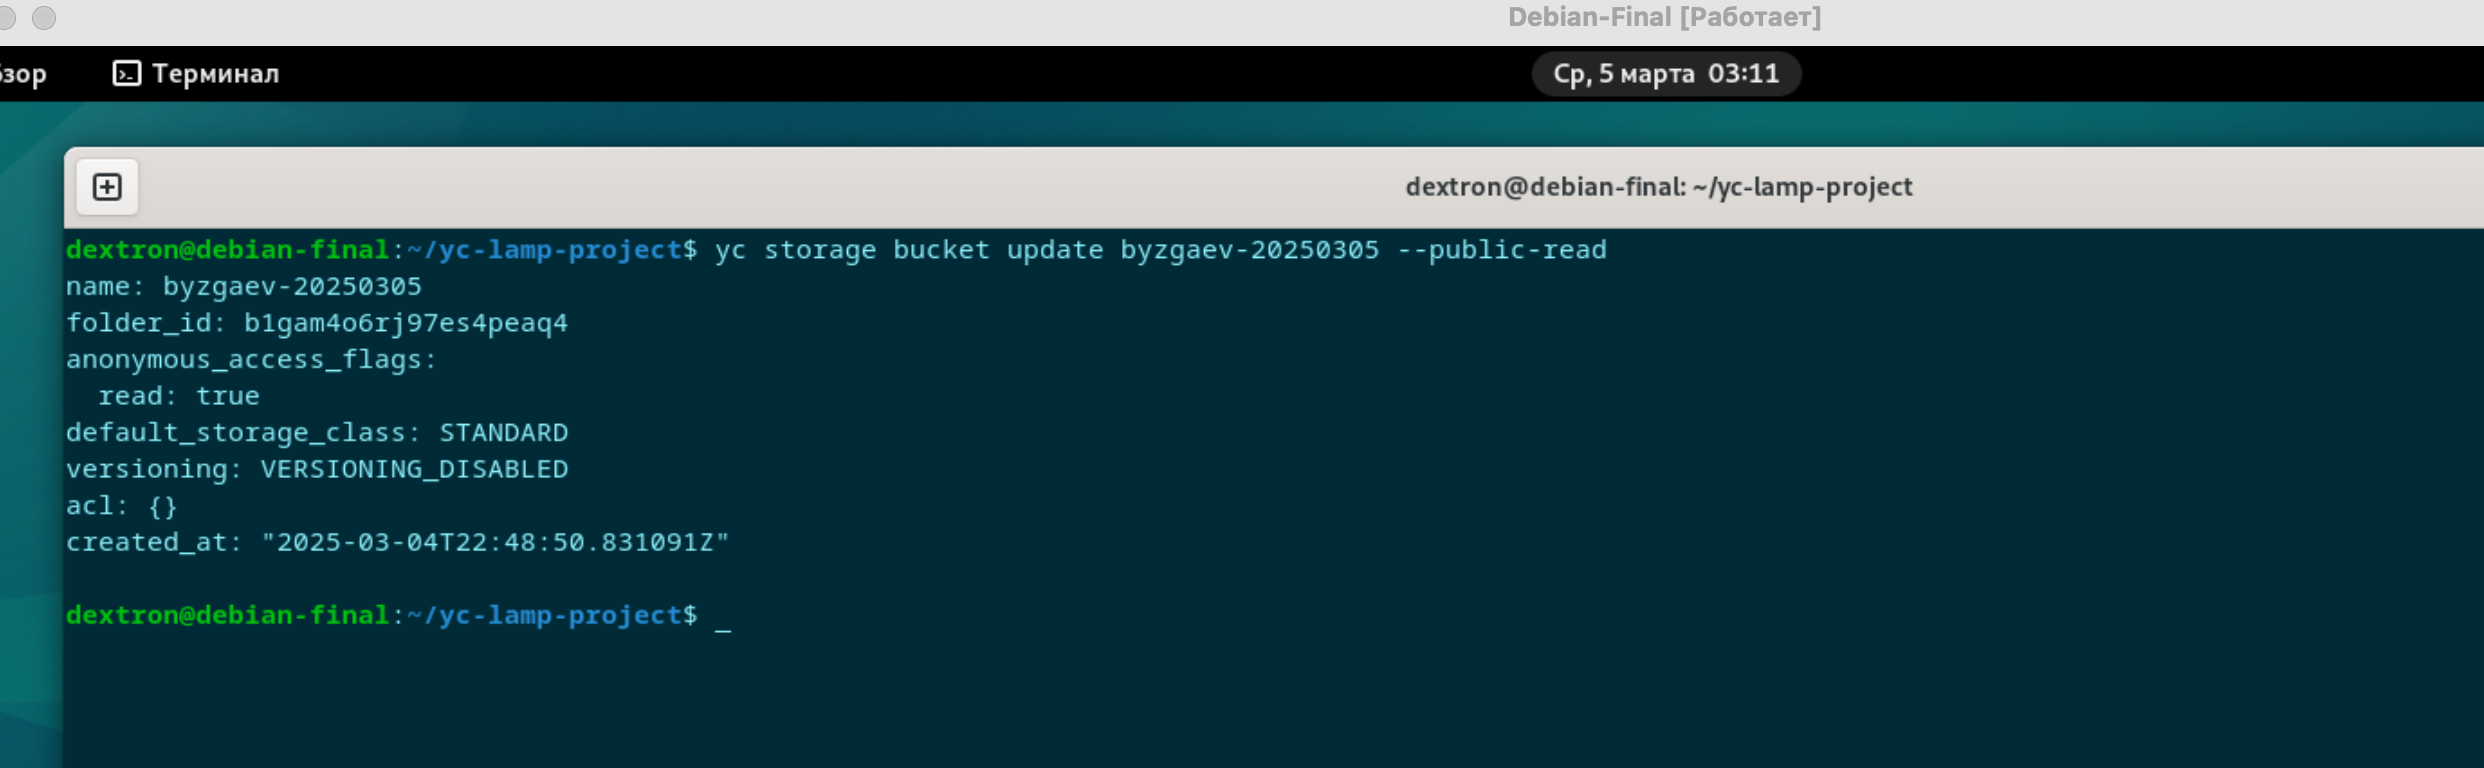 Debian-Final [Работает]
Терминал
Ср, 5 марта 03:11
dextron@debian-final: ~/yc-lamp-project
dextron@debian-final:~/yc-lamp-project$ yc storage bucket update byzgaev-20250305 --public-read
name: byzgaev-20250305
folder_id: b1gam4o6rj97es4peaq4
anonymous_access_flags:
  read: true
default_storage_class: STANDARD
versioning: VERSIONING_DISABLED
acl: {}
created_at: "2025-03-04T22:48:50.831091Z"
dextron@debian-final:~/yc-lamp-project$ _